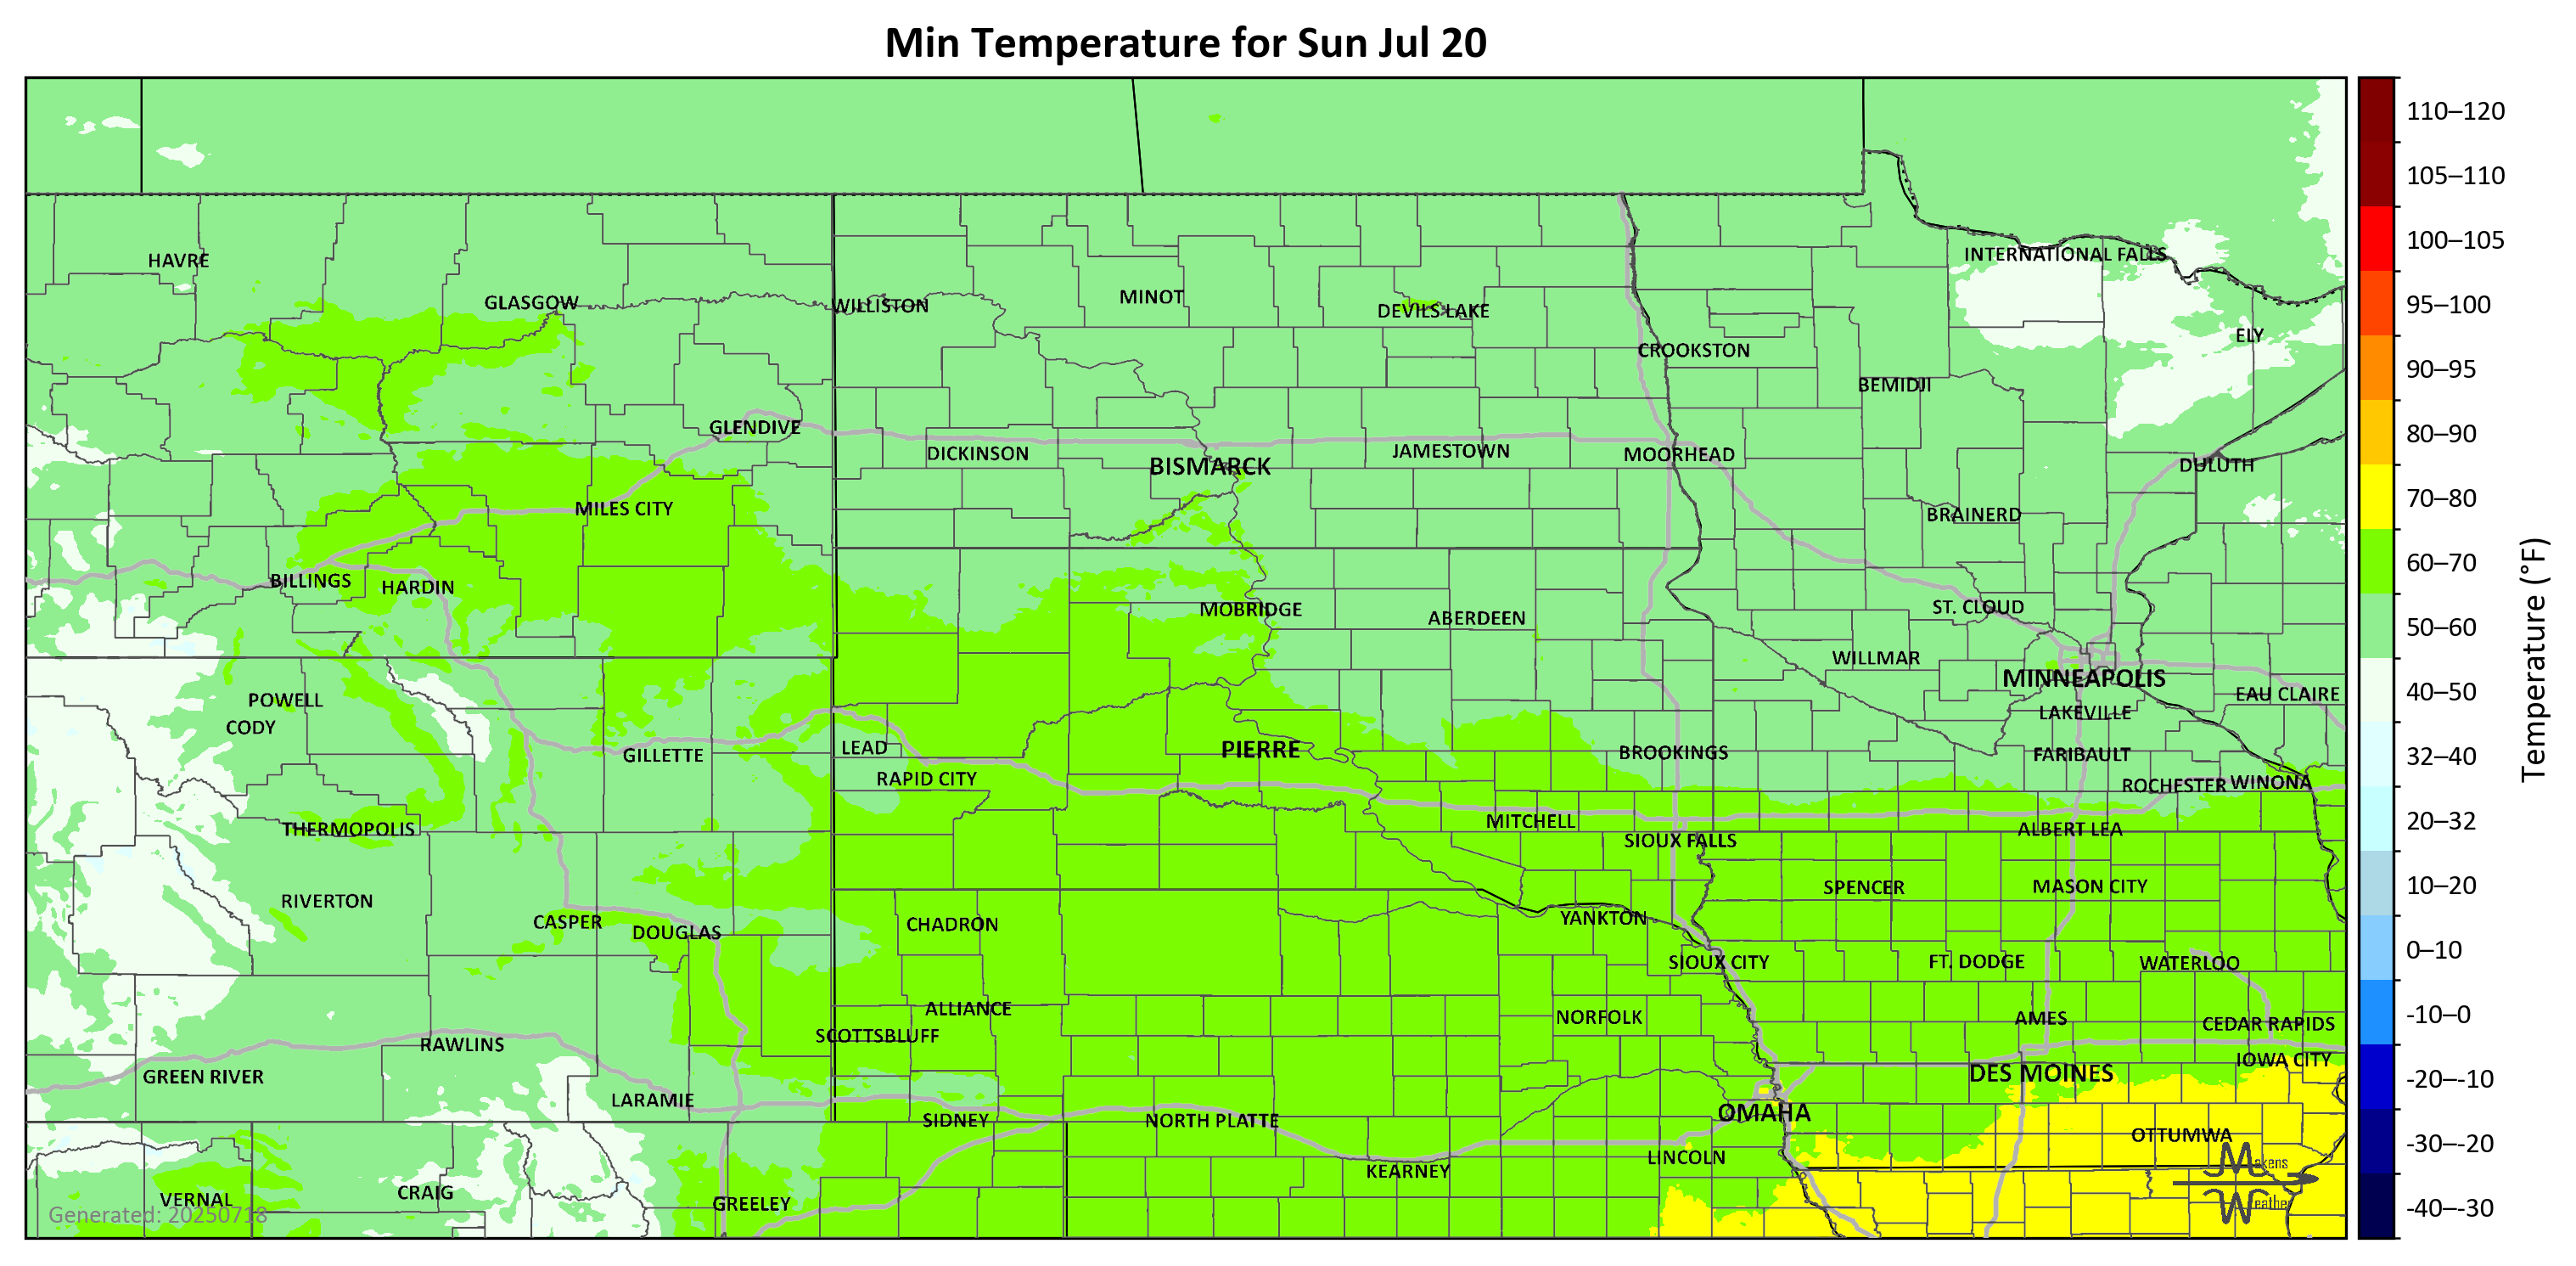 Min Temperature for Sun Jul 20
110–120
105–110
100–105
95–100
90–95
80–90
70–80
60–70
50–60
40–50
32–40
20–32
10–20
0–10
-10–0
-20–-10
-30–-20
-40–-30
Temperature (°F)
INTERNATIONAL FALLS
HAVRE
GLASGOW
WILLISTON
MINOT
DEVILS LAKE
ELY
CROOKSTON
BEMIDJI
GLENDIVE
DICKINSON
BISMARCK
JAMESTOWN
MOORHEAD
DULUTH
MILES CITY
BRAINERD
BILLINGS
HARDIN
MOBRIDGE
ABERDEEN
ST. CLOUD
WILLMAR
MINNEAPOLIS
EAU CLAIRE
POWELL
LAKEVILLE
CODY
GILLETTE
LEAD
PIERRE
BROOKINGS
FARIBAULT
RAPID CITY
ROCHESTER
WINONA
THERMOPOLIS
MITCHELL
ALBERT LEA
SIOUX FALLS
SPENCER
MASON CITY
RIVERTON
CASPER
DOUGLAS
CHADRON
YANKTON
SIOUX CITY
FT. DODGE
WATERLOO
ALLIANCE
NORFOLK
AMES
CEDAR RAPIDS
SCOTTSBLUFF
RAWLINS
IOWA CITY
GREEN RIVER
DES MOINES
LARAMIE
SIDNEY
NORTH PLATTE
OMAHA
OTTUMWA
LINCOLN
KEARNEY
VERNAL
CRAIG
GREELEY
Makens
Weather
Generated: 20250718